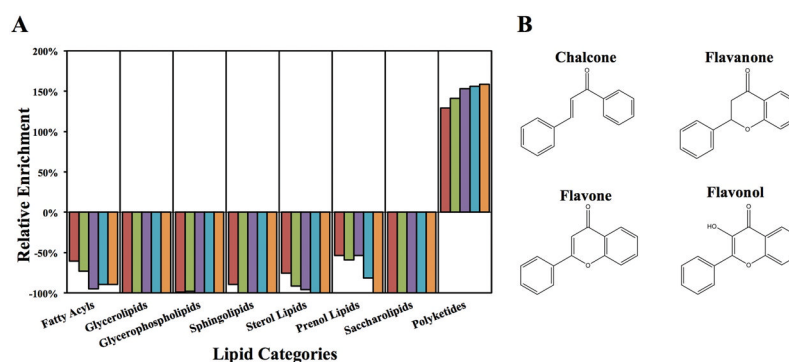 A
200%
150%
100%
50%
0%
-50%
-100%
Relative Enrichment
Fatty Acyls
Glycerolipids
Glycerophospholipids
Sphingolipids
Sterol Lipids
Prenol Lipids
Saccharolipids
Polyketides
Lipid Categories
B
Chalcone
O
Flavanone
O
O
Flavone
O
O
Flavonol
HO
O
O